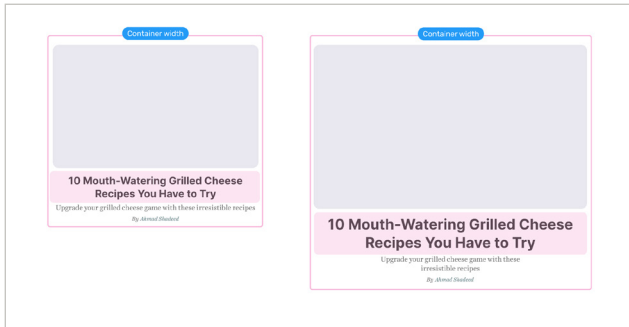 Container width
10 Mouth-Watering Grilled Cheese
Recipes You Have to Try
Upgrade your grilled cheese game with these irresistible recipes
By Ahmad Shadeed
Container width
10 Mouth-Watering Grilled Cheese
Recipes You Have to Try
Upgrade your grilled cheese game with these
irresistible recipes
By Ahmad Shadeed